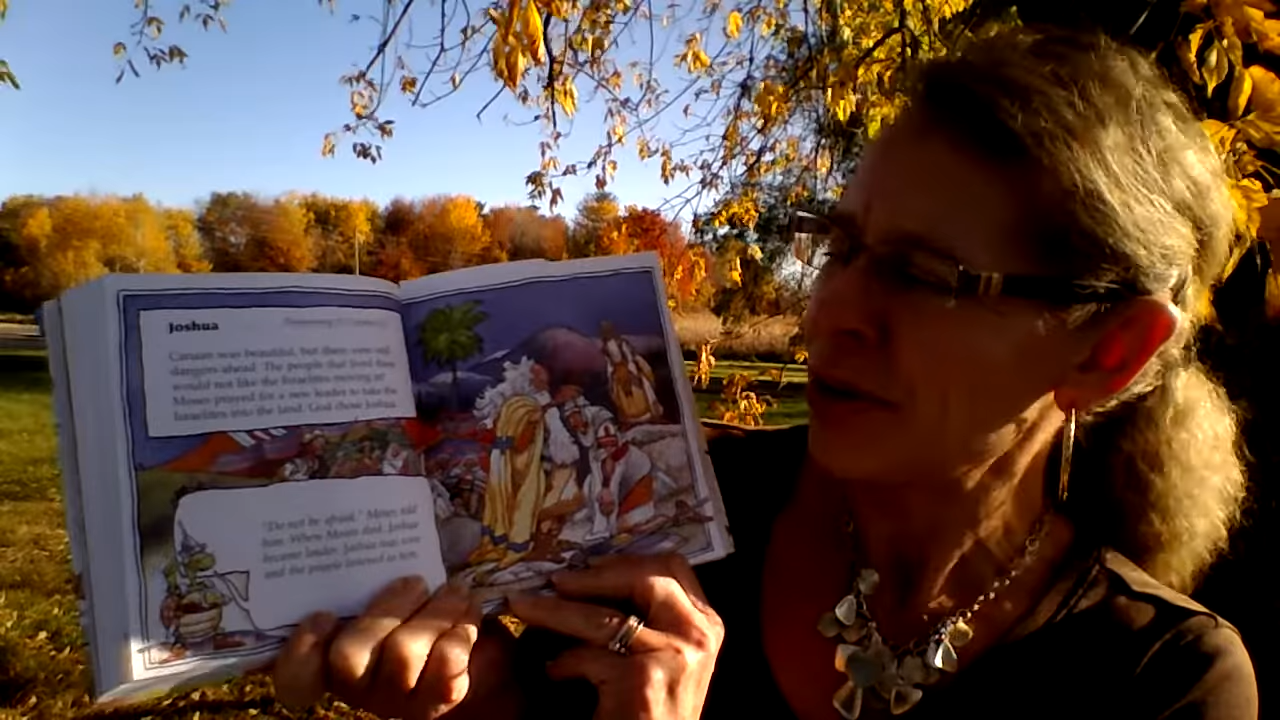 Joshua
Canaan was beautiful, but there were
dangers ahead. The people that lived there
would not like the Israelites moving in!
Moses prayed for a new leader to take the
Israelites into the land. God chose Joshua.
"Do not be afraid," Moses told
him. When Moses died, Joshua
became leader. Joshua was wise
and the people listened to him.